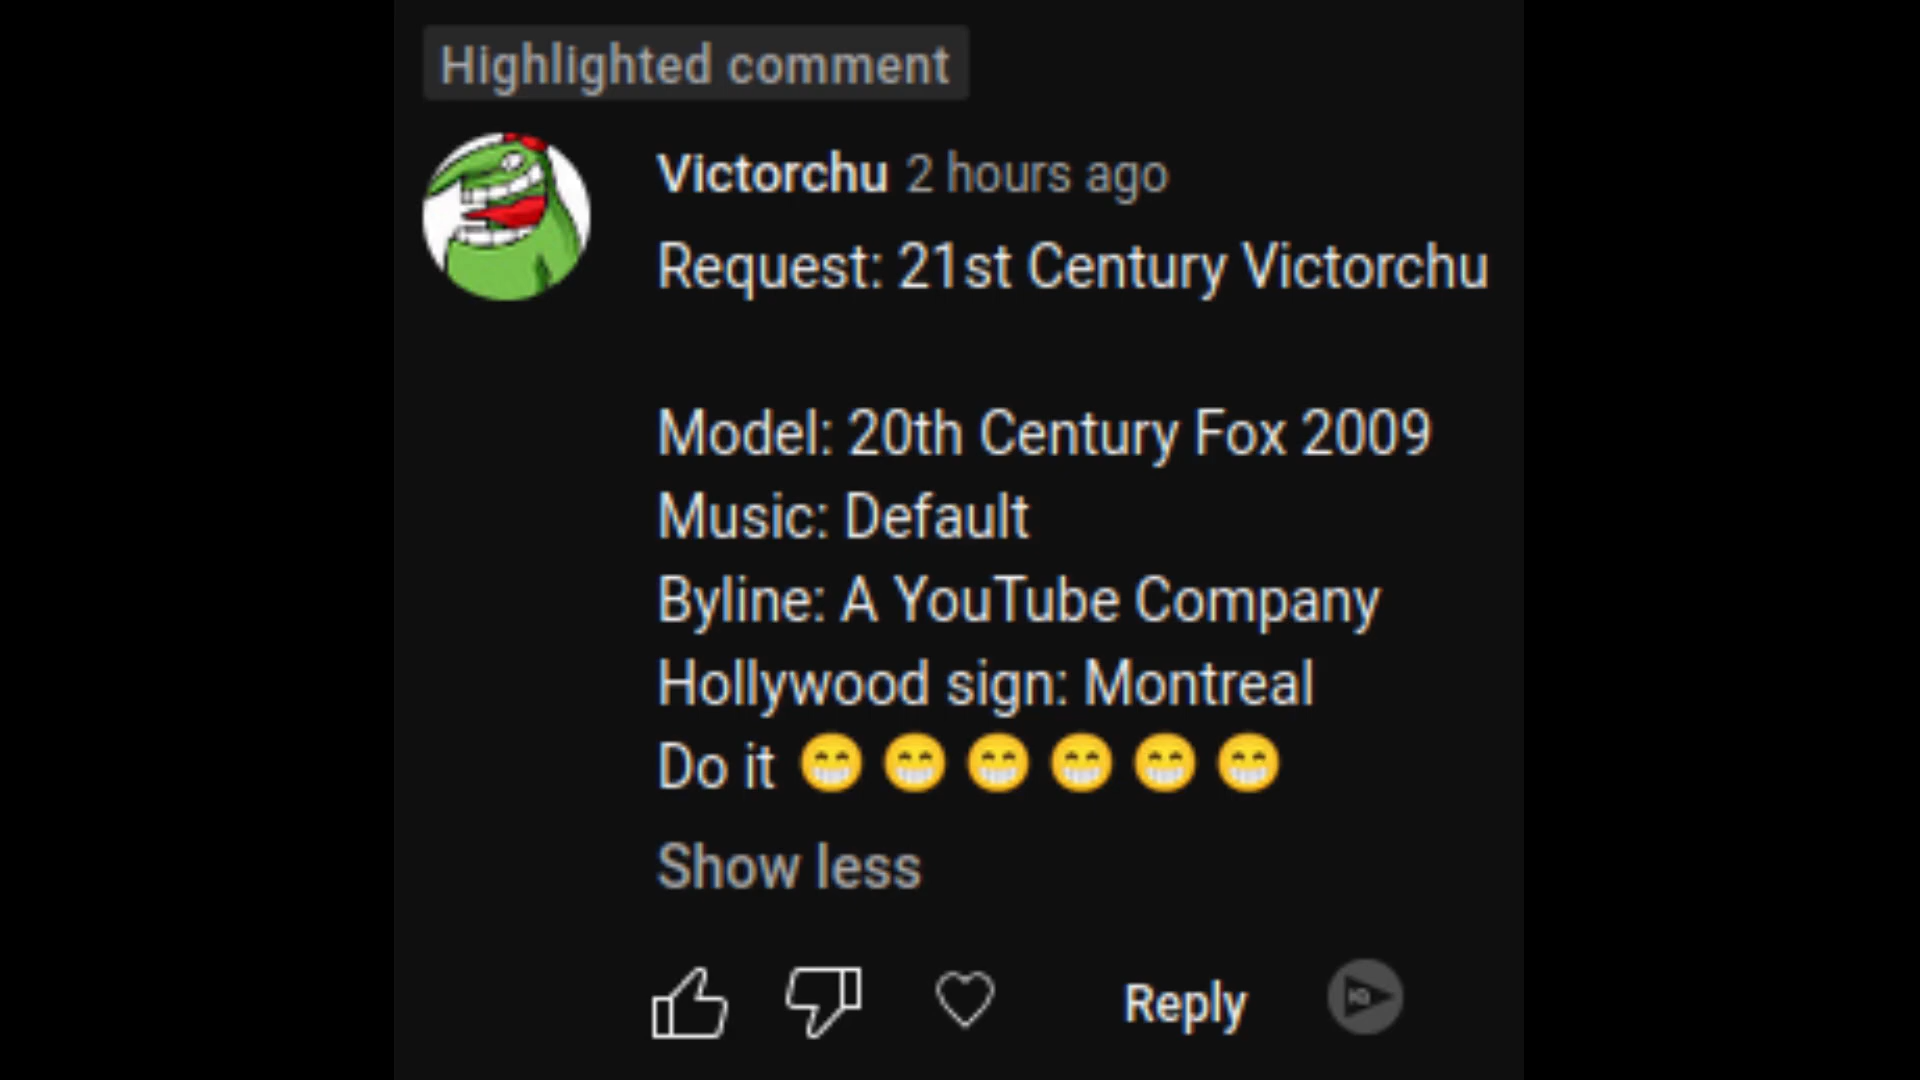 Highlighted comment
Victorchu 2 hours ago
Request: 21st Century Victorchu
Model: 20th Century Fox 2009
Music: Default
Byline: A YouTube Company
Hollywood sign: Montreal
Do it 😁 😁 😁 😁 😁 😁
Show less
Reply